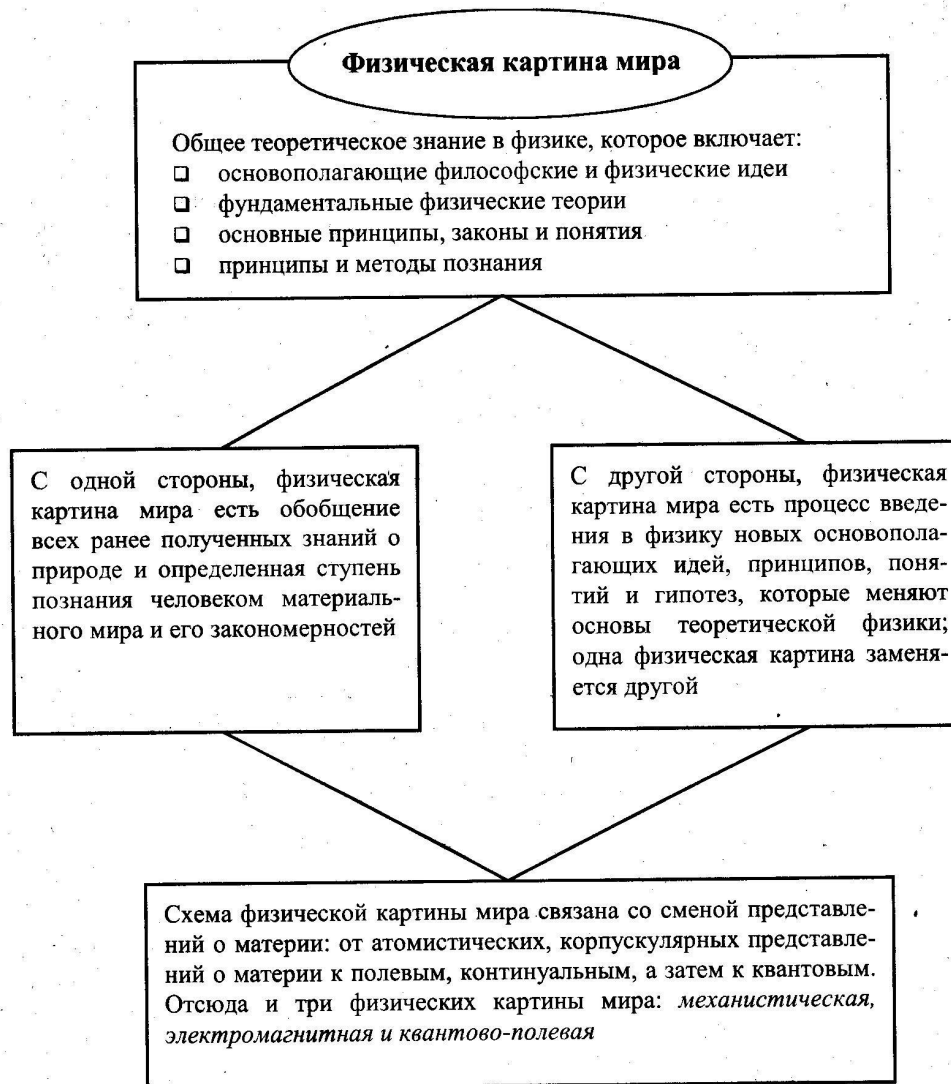 Физическая картина мира
Общее теоретическое знание в физике, которое включает:
❑ основополагающие философские и физические идеи
❑ фундаментальные физические теории
❑ основные принципы, законы и понятия
❑ принципы и методы познания
С одной стороны, физическая
картина мира есть обобщение
всех ранее полученных знаний о
природе и определенная ступень
познания человеком материаль-
ного мира и его закономерностей
С другой стороны, физическая
картина мира есть процесс введе-
ния в физику новых основопола-
гающих идей, принципов, поня-
тий и гипотез, которые меняют
основы теоретической физики;
одна физическая картина заменя-
ется другой
Схема физической картины мира связана со сменой представле-
ний о материи: от атомистических, корпускулярных представле-
ний о материи к полевым, континуальным, а затем к квантовым.
Отсюда и три физических картины мира: механистическая,
электромагнитная и квантово-полевая